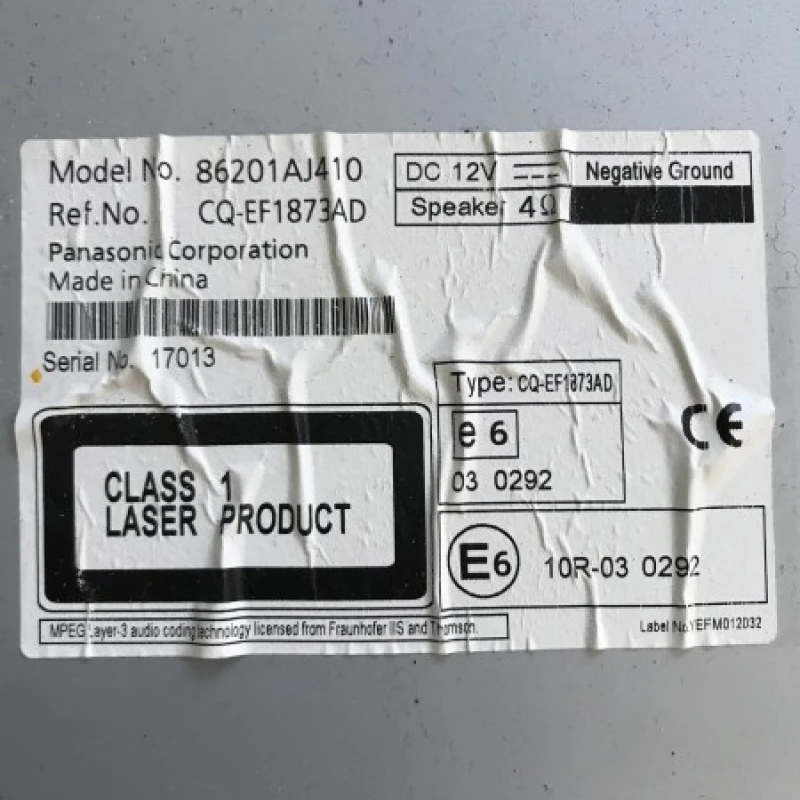 Model No. 86201AJ410
Ref.No. CQ-EF1873AD
Panasonic Corporation
Made in China
DC 12V
Negative Ground
Speaker 4Ω
Serial No. 17013
Type: CQ-EF1873AD
e 6
03 0292
CE
CLASS 1
LASER PRODUCT
E6 10R-03 0292
MPEG Layer-3 audio coding technology licensed from Fraunhofer IIS and Thomson.
Label No.YEFM012032